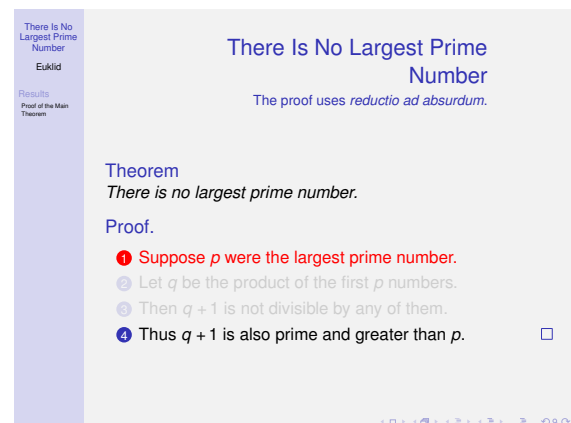 There Is No
Largest Prime
Number
Euklid
Results
Proof of the Main
Theorem
There Is No Largest Prime
Number
The proof uses reductio ad absurdum.
Theorem
There is no largest prime number.
Proof.
1 Suppose p were the largest prime number.
2 Let q be the product of the first p numbers.
3 Then q + 1 is not divisible by any of them.
4 Thus q + 1 is also prime and greater than p.